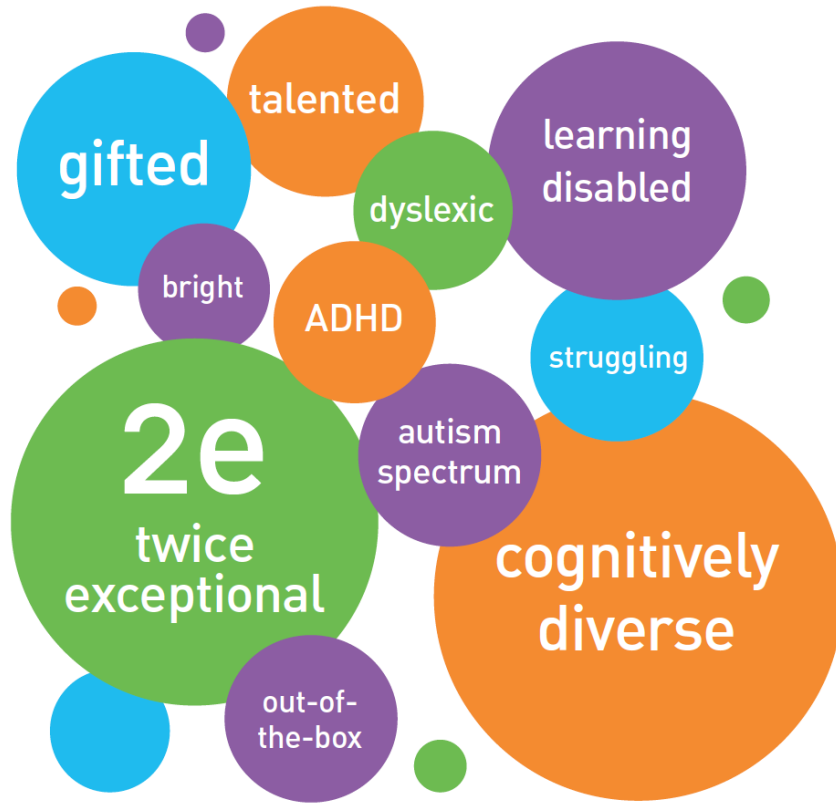 talented
gifted
learning
disabled
dyslexic
bright
ADHD
struggling
autism
spectrum
2e
twice
exceptional
cognitively
diverse
out-of-
the-box